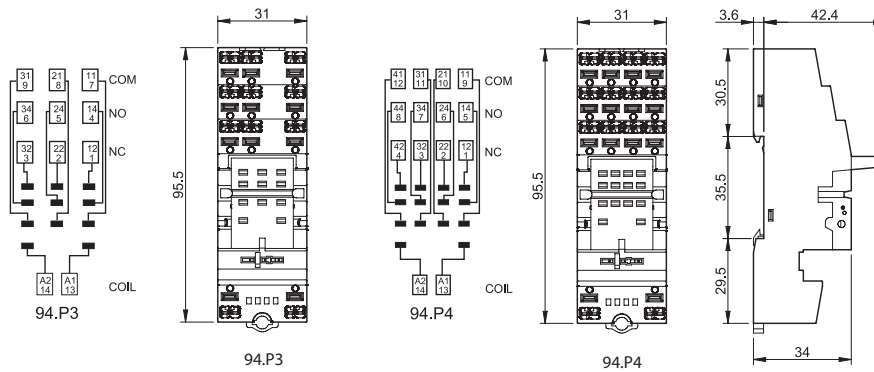 31
31
3.6
42.4
31 21 11
9 8 7
COM
34 24 14
6 5 4
NO
32 22 12
3 2 1
NC
A2 A1
14 13
COIL
94.P3
95.5
94.P3
41 31 21 11
12 11 10 9
COM
44 34 24 14
8 7 6 5
NO
42 32 22 12
4 3 2 1
NC
A2 A1
14 13
COIL
94.P4
95.5
94.P4
30.5
35.5
29.5
34